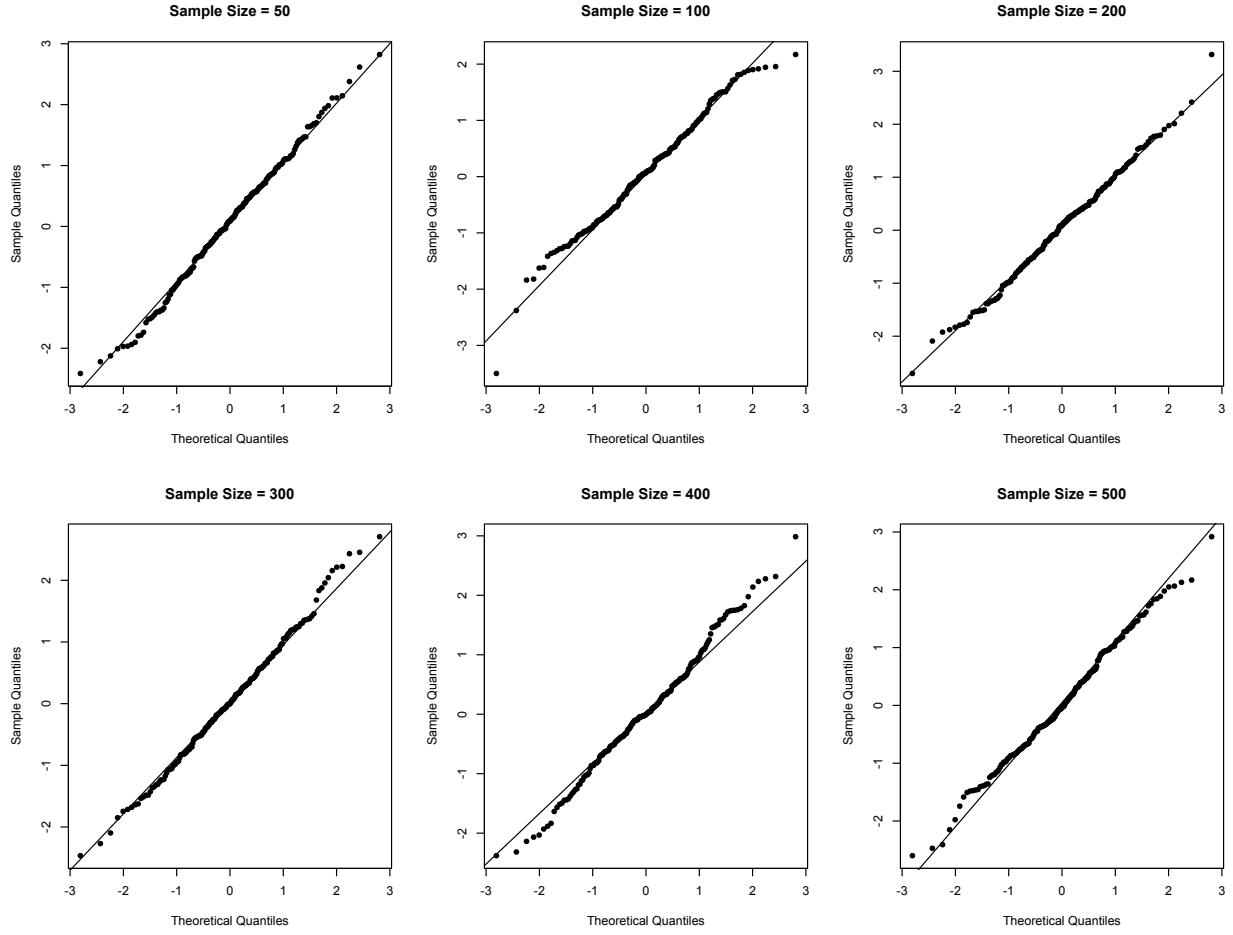 Sample Size = 50
Sample Size = 100
Sample Size = 200
3
2
1
0
-1
-2
Sample Quantiles
-3 -2 -1 0 1 2 3
Theoretical Quantiles
2
1
0
-1
-2
-3
Sample Quantiles
-3 -2 -1 0 1 2 3
Theoretical Quantiles
3
2
1
0
-1
-2
Sample Quantiles
-3 -2 -1 0 1 2 3
Theoretical Quantiles
Sample Size = 300
Sample Size = 400
Sample Size = 500
2
1
0
-1
-2
Sample Quantiles
-3 -2 -1 0 1 2 3
Theoretical Quantiles
3
2
1
0
-1
-2
Sample Quantiles
-3 -2 -1 0 1 2 3
Theoretical Quantiles
3
2
1
0
-1
-2
Sample Quantiles
-3 -2 -1 0 1 2 3
Theoretical Quantiles